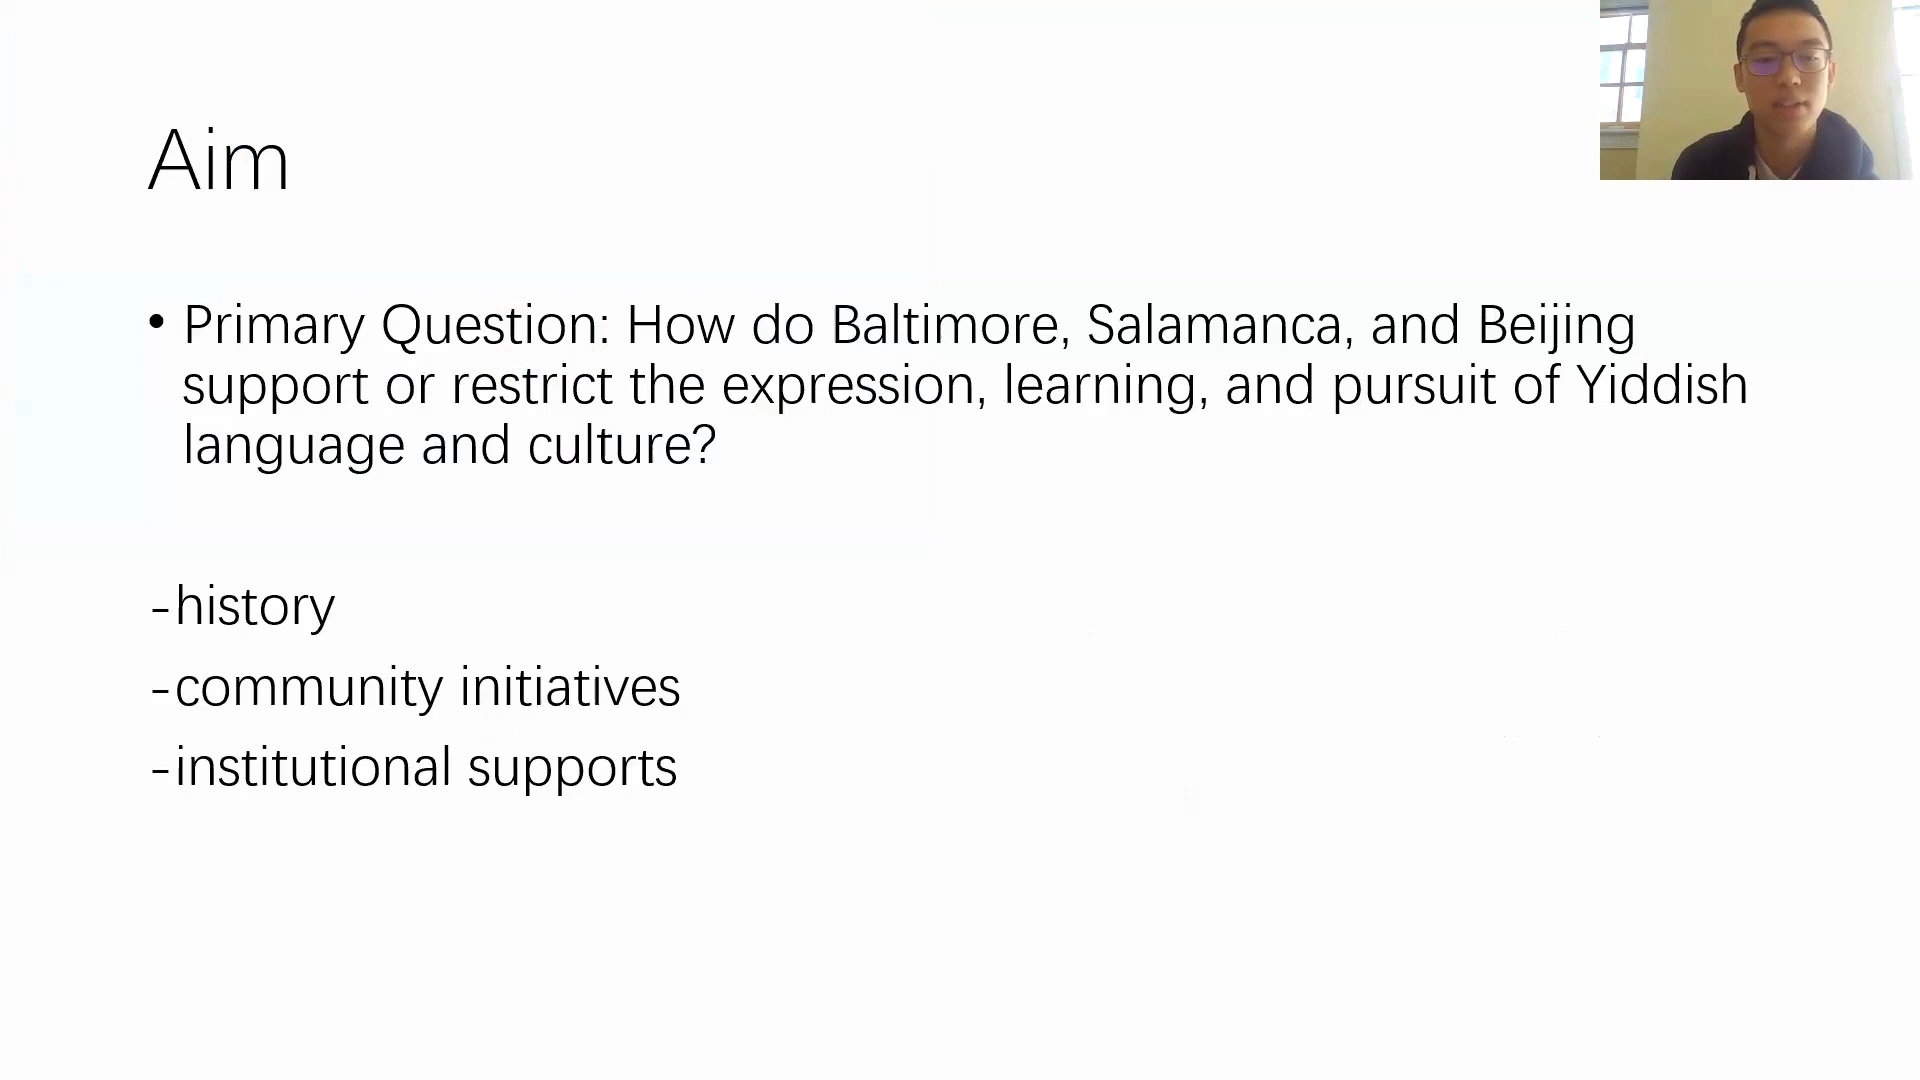 Aim
• Primary Question: How do Baltimore, Salamanca, and Beijing
support or restrict the expression, learning, and pursuit of Yiddish
language and culture?
-history
-community initiatives
-institutional supports